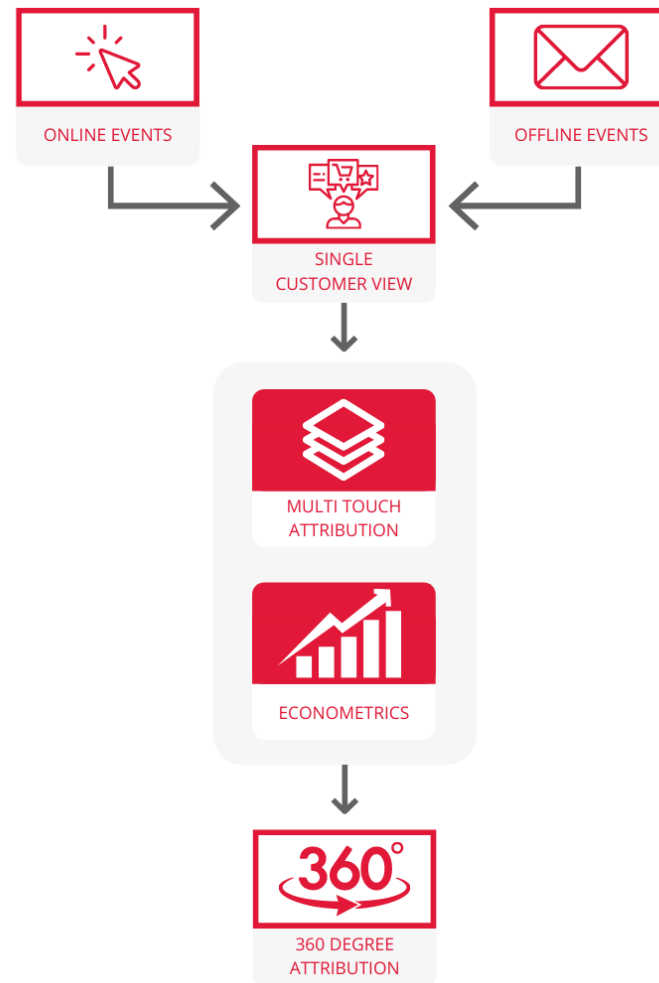 ONLINE EVENTS
OFFLINE EVENTS
SINGLE
CUSTOMER VIEW
MULTI TOUCH
ATTRIBUTION
ECONOMETRICS
360°
360 DEGREE
ATTRIBUTION